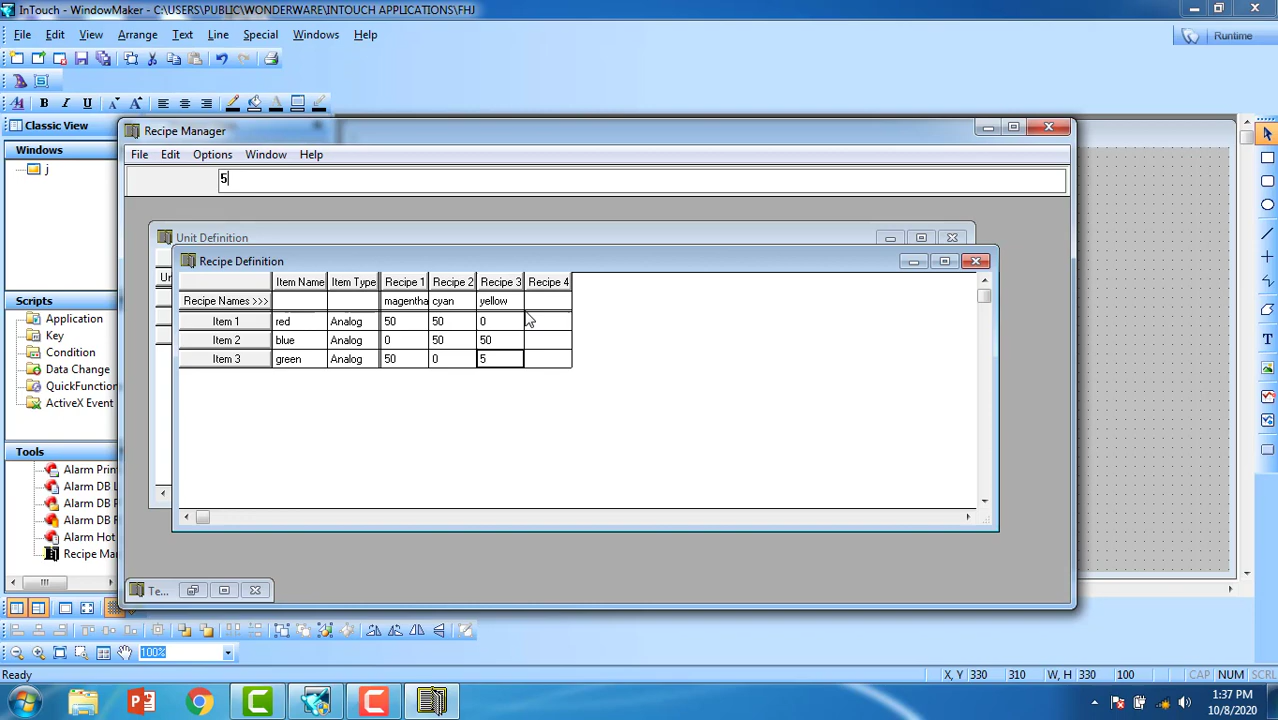 InTouch - WindowMaker - C:\USERS\PUBLIC\WONDERWARE\INTOUCH APPLICATIONS\FHJ
File Edit View Arrange Text Line Special Windows Help
Runtime
B I U A A
Classic View
Windows
j
Scripts
Application
Key
Condition
Data Change
QuickFunction
ActiveX Event
Tools
Alarm Prin
Alarm DB L
Alarm DB P
Alarm DB F
Alarm Hot
Recipe Ma
Recipe Manager
File Edit Options Window Help
5
Unit Definition
Un
Recipe Definition
Item Name Item Type Recipe 1 Recipe 2 Recipe 3 Recipe 4
Recipe Names >>> magentha cyan yellow
Item 1 red Analog 50 50 0
Item 2 blue Analog 0 50 50
Item 3 green Analog 50 0 5
Te...
100%
Ready
X, Y 330 310 W, H 330 100 CAP NUM SCRL
1:37 PM
10/8/2020